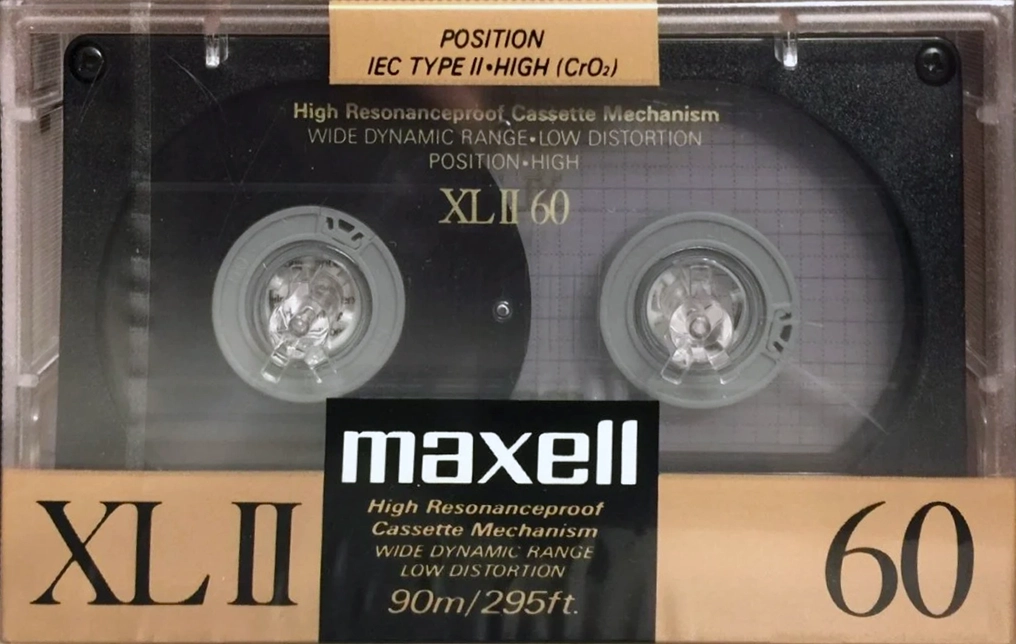 POSITION
IEC TYPE II•HIGH (CrO₂)
High Resonanceproof Cassette Mechanism
WIDE DYNAMIC RANGE•LOW DISTORTION
POSITION•HIGH
XL II 60
maxell
High Resonanceproof
Cassette Mechanism
WIDE DYNAMIC RANGE
LOW DISTORTION
90m/295ft.
XL II
60